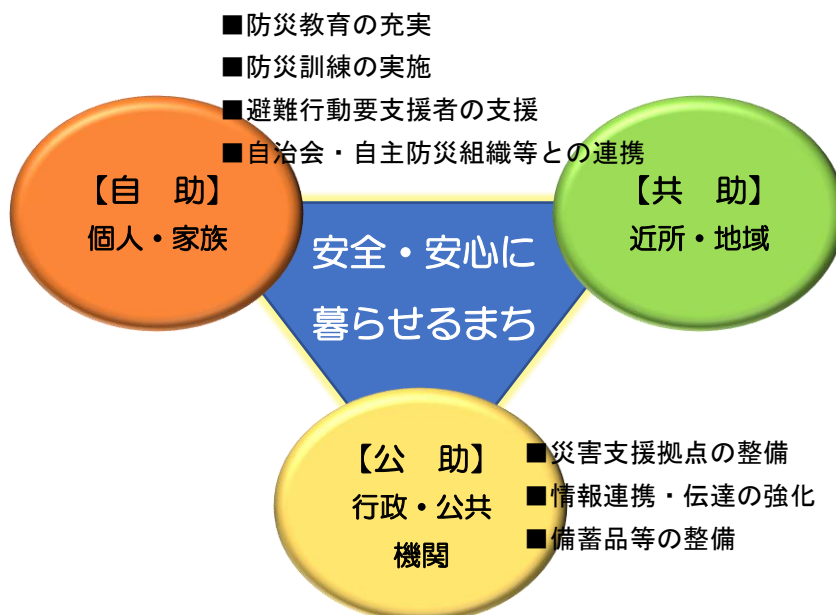 ■防災教育の充実
■防災訓練の実施
■避難行動要支援者の支援
■自治会・自主防災組織等との連携
【自　助】
個人・家族
【共　助】
近所・地域
安全・安心に
暮らせるまち
【公　助】
行政・公共
機関
■災害支援拠点の整備
■情報連携・伝達の強化
■備蓄品等の整備